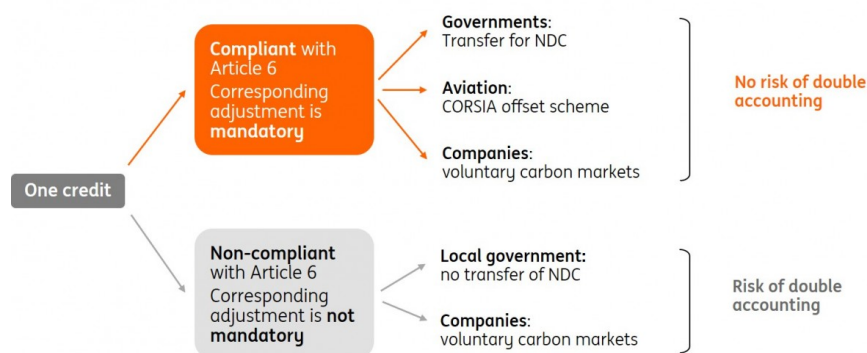 One credit
Compliant with
Article 6
Corresponding
adjustment is
mandatory
Governments:
Transfer for NDC
Aviation:
CORSIA offset scheme
Companies:
voluntary carbon markets
No risk of double
accounting
Non-compliant
with Article 6
Corresponding
adjustment is not
mandatory
Local government:
no transfer of NDC
Companies:
voluntary carbon markets
Risk of double
accounting